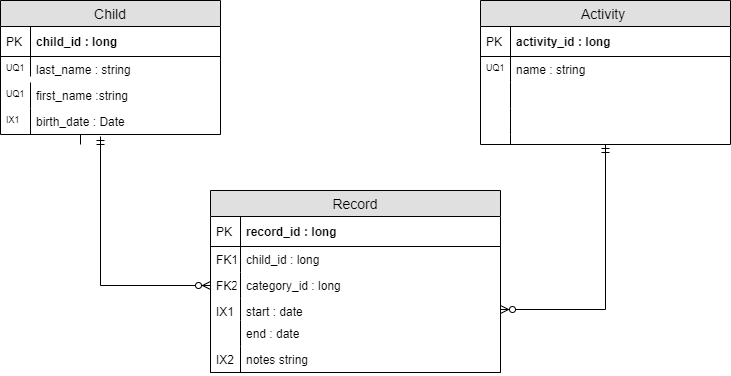 Child
PK child_id : long
UQ1 last_name : string
UQ1 first_name :string
IX1 birth_date : Date
Activity
PK activity_id : long
UQ1 name : string
Record
PK record_id : long
FK1 child_id : long
FK2 category_id : long
IX1 start : date
end : date
IX2 notes string